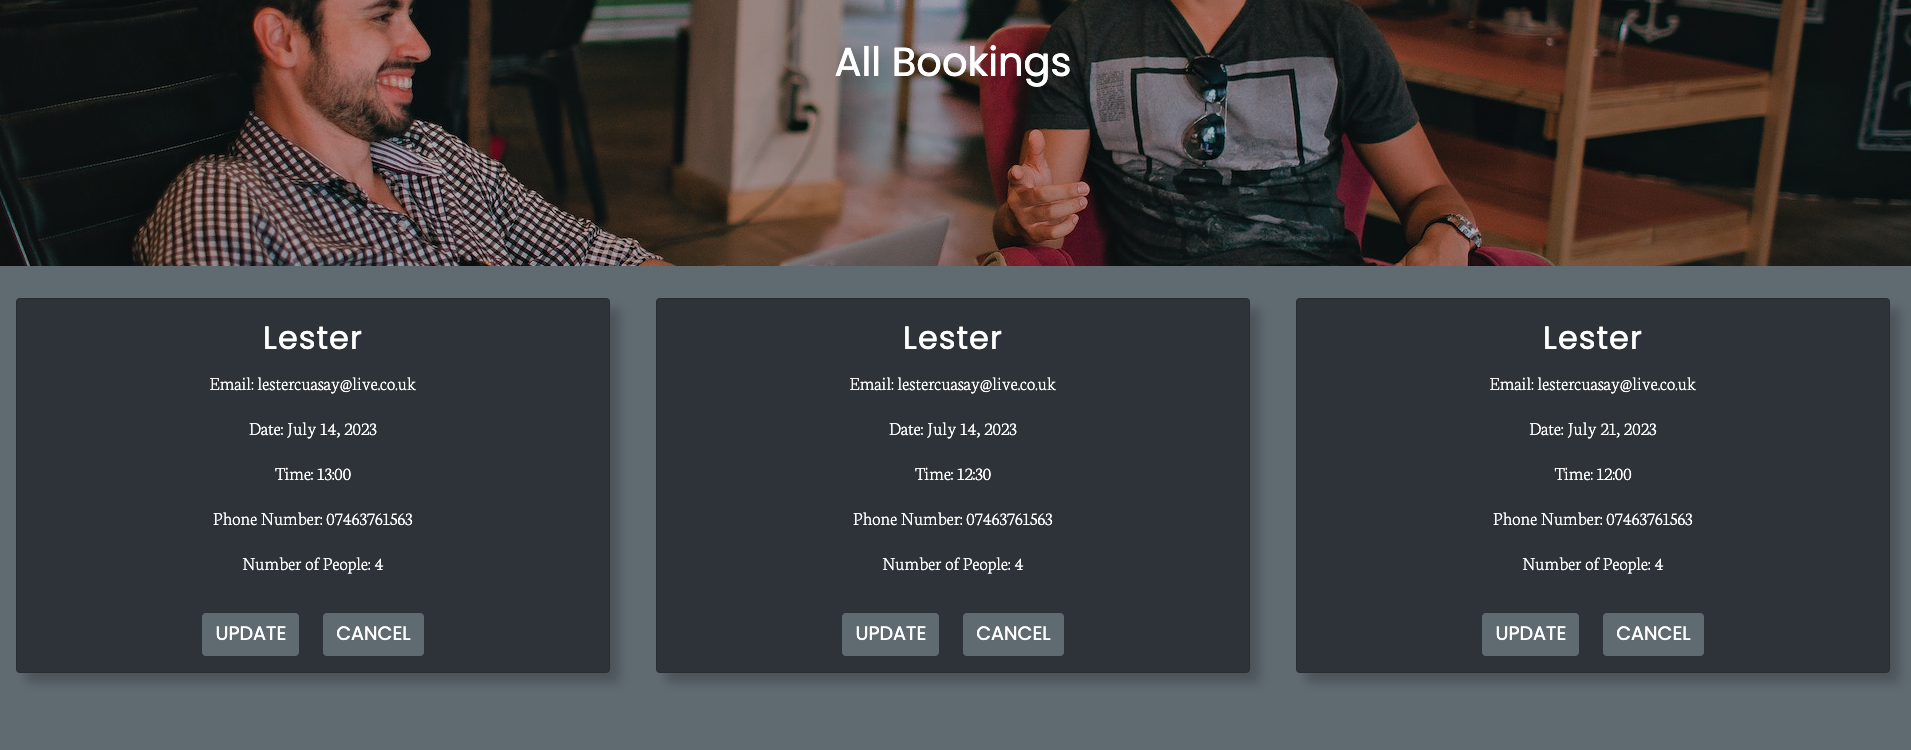 All Bookings
Lester
Email: lestercuasay@live.co.uk
Date: July 14, 2023
Time: 13:00
Phone Number: 07463761563
Number of People: 4
UPDATE CANCEL
Lester
Email: lestercuasay@live.co.uk
Date: July 14, 2023
Time: 12:30
Phone Number: 07463761563
Number of People: 4
UPDATE CANCEL
Lester
Email: lestercuasay@live.co.uk
Date: July 21, 2023
Time: 12:00
Phone Number: 07463761563
Number of People: 4
UPDATE CANCEL